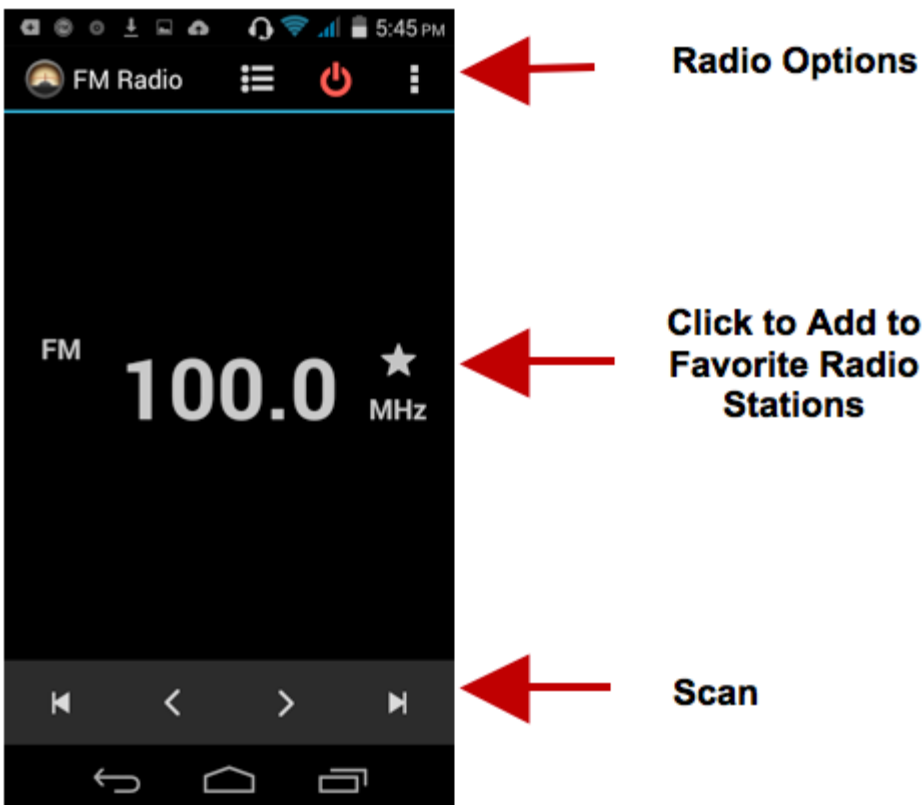 5:45 PM
FM Radio
Radio Options
FM
100.0
MHz
Click to Add to
Favorite Radio
Stations
Scan